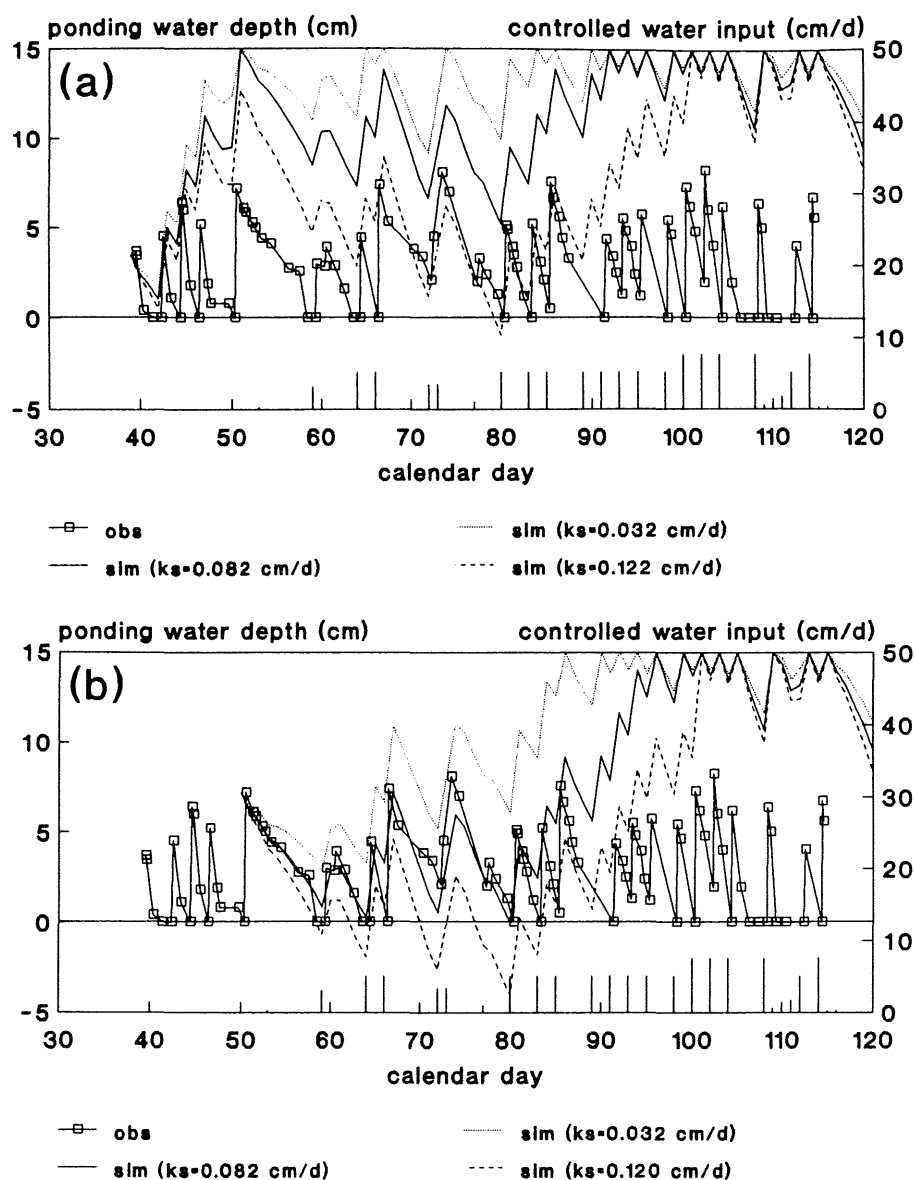 ponding water depth (cm) controlled water input (cm/d)
(a)
15 50
10 40
30
5 20
0 10
-5 0
30 40 50 60 70 80 90 100 110 120
calendar day
obs sim (ks=0.032 cm/d)
sim (ks=0.082 cm/d) sim (ks=0.122 cm/d)
ponding water depth (cm) controlled water input (cm/d)
(b)
15 50
10 40
30
5 20
0 10
-5 0
30 40 50 60 70 80 90 100 110 120
calendar day
obs sim (ks=0.032 cm/d)
sim (ks=0.082 cm/d) sim (ks=0.120 cm/d)